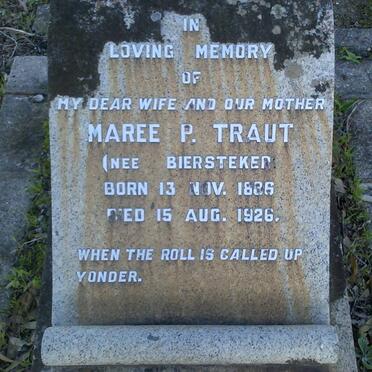 IN
LOVING MEMORY
OF
MY DEAR WIFE AND OUR MOTHER
MAREE P. TRAUT
(NEE BIERSTEKER)
BORN 13 NOV. 1886
DIED 15 AUG. 1926.
WHEN THE ROLL IS CALLED UP
YONDER.